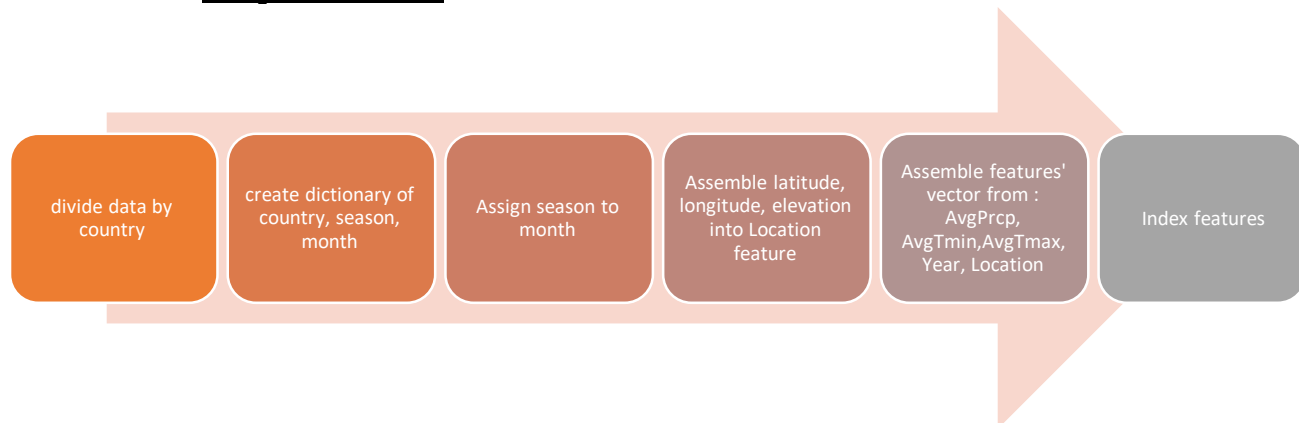 divide data by
country
create dictionary of
country, season,
month
Assign season to
month
Assemble latitude,
longitude, elevation
into Location
feature
Assemble features'
vector from :
AvgPrcp,
AvgTmin,AvgTmax,
Year, Location
Index features